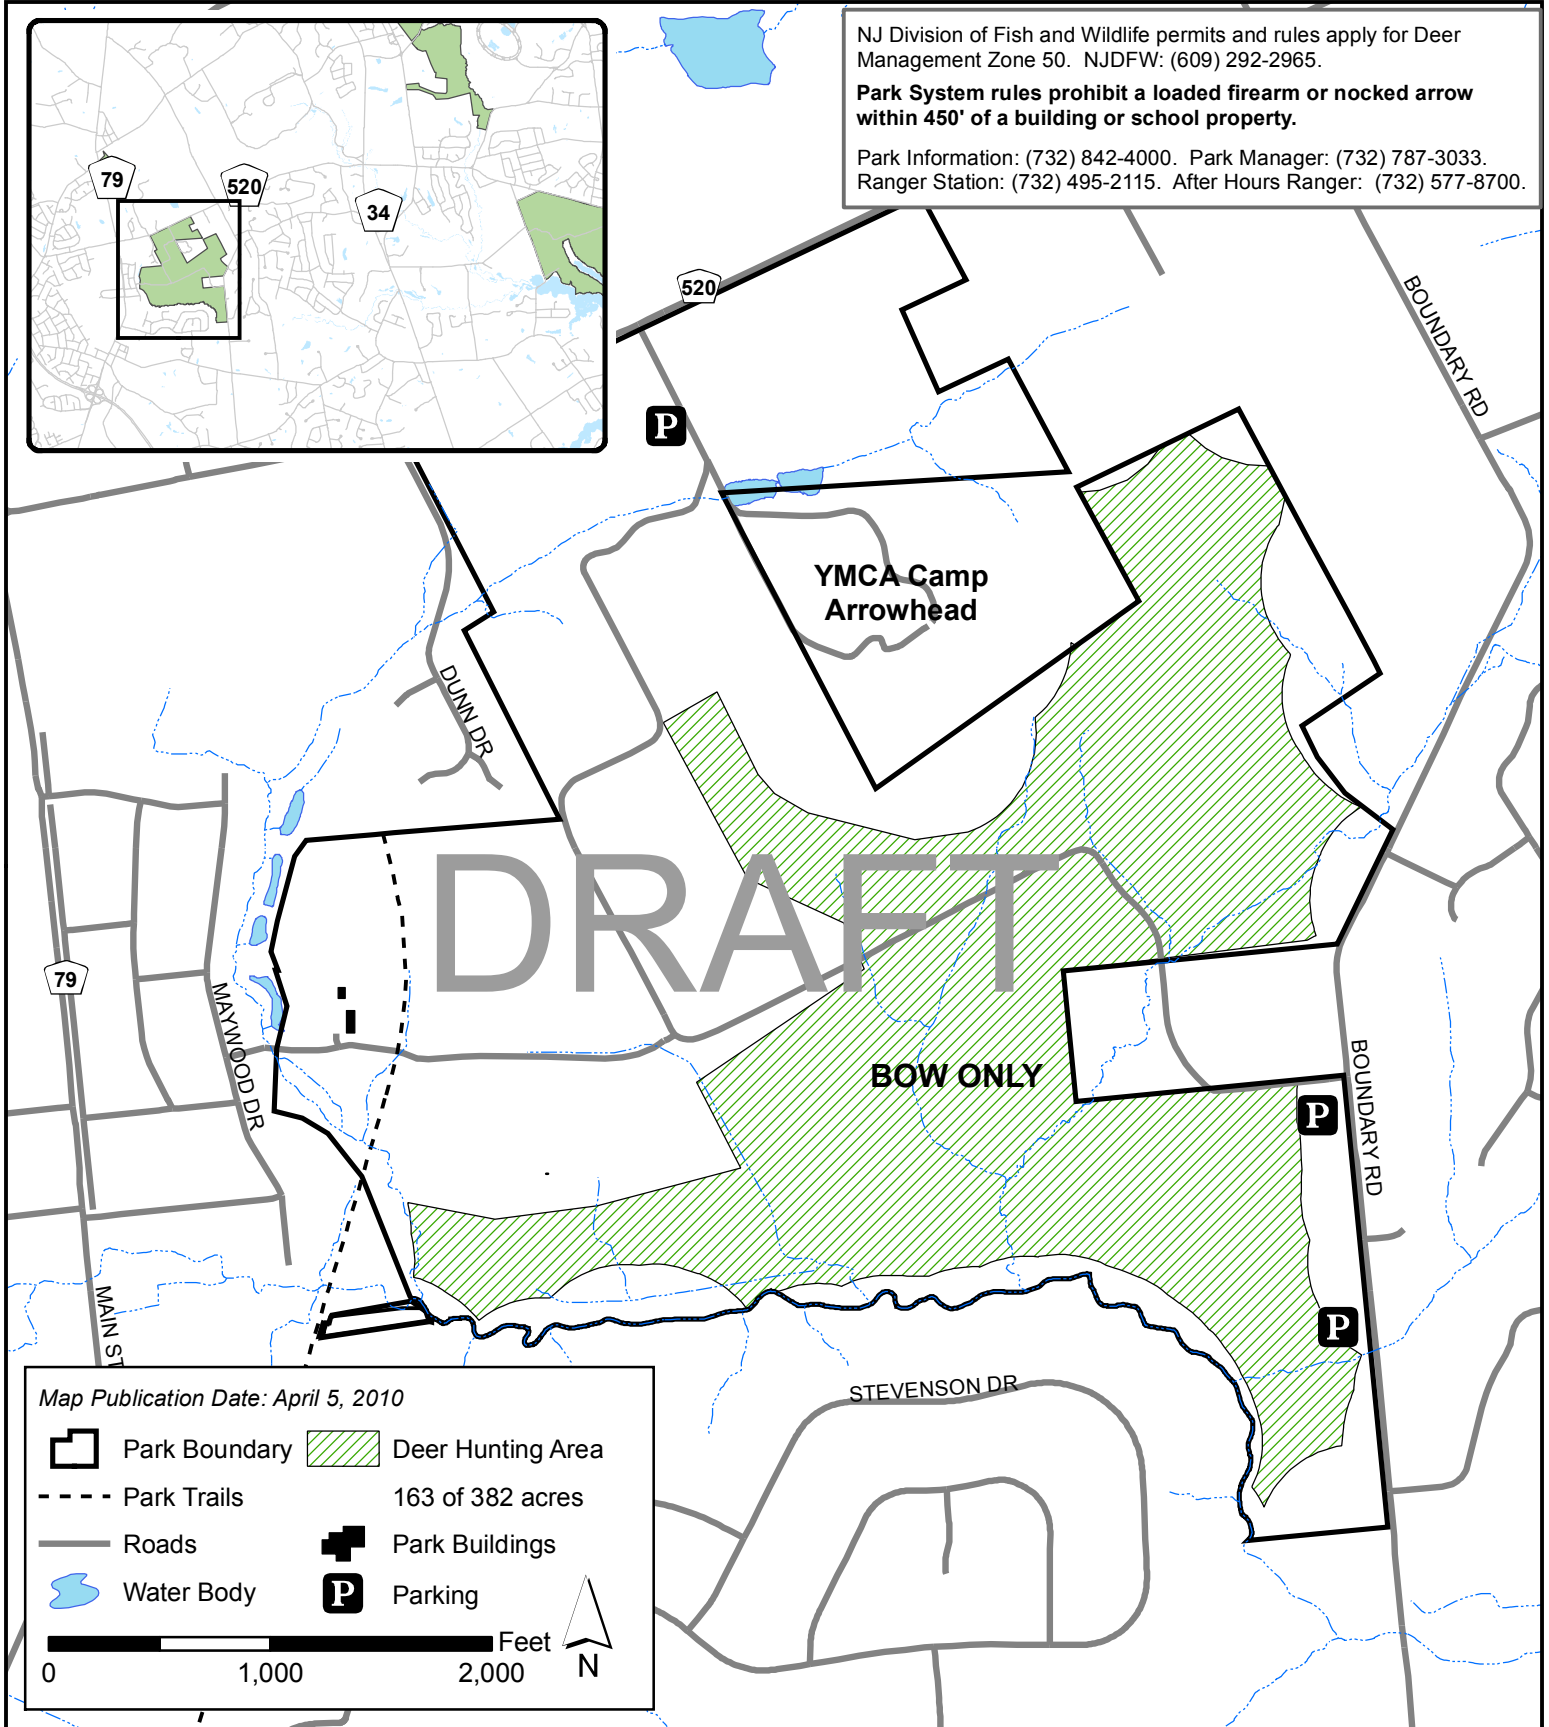 NJ Division of Fish and Wildlife permits and rules apply for Deer
Management Zone 50.  NJDFW: (609) 292-2965.
Park System rules prohibit a loaded firearm or nocked arrow
within 450' of a building or school property.
Park Information: (732) 842-4000.  Park Manager: (732) 787-3033.
Ranger Station: (732) 495-2115.  After Hours Ranger:  (732) 577-8700.
79
520
34
520
BOUNDARY RD
P
YMCA Camp
Arrowhead
DUNN DR
DRAFT
79
MAYWOOD DR
BOW ONLY
BOUNDARY RD
P
P
MAIN ST
STEVENSON DR
Map Publication Date: April 5, 2010
Park Boundary
Deer Hunting Area
Park Trails
163 of 382 acres
Roads
Park Buildings
Water Body
P
Parking
Feet
0
1,000
2,000
N